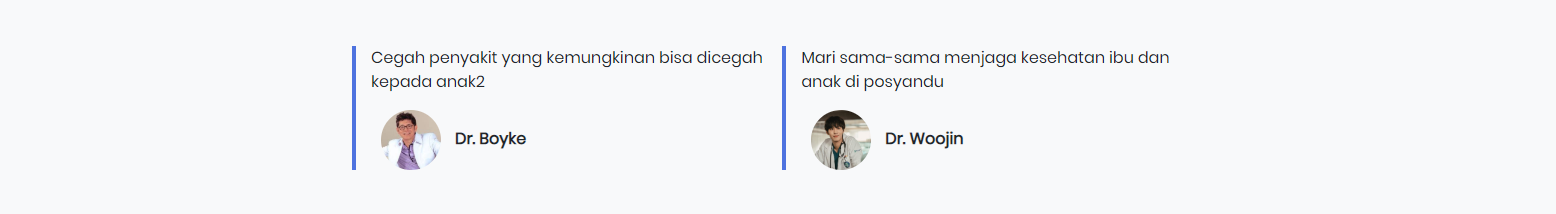 Cegah penyakit yang kemungkinan bisa dicegah
kepada anak2
Dr. Boyke
Mari sama-sama menjaga kesehatan ibu dan
anak di posyandu
Dr. Woojin